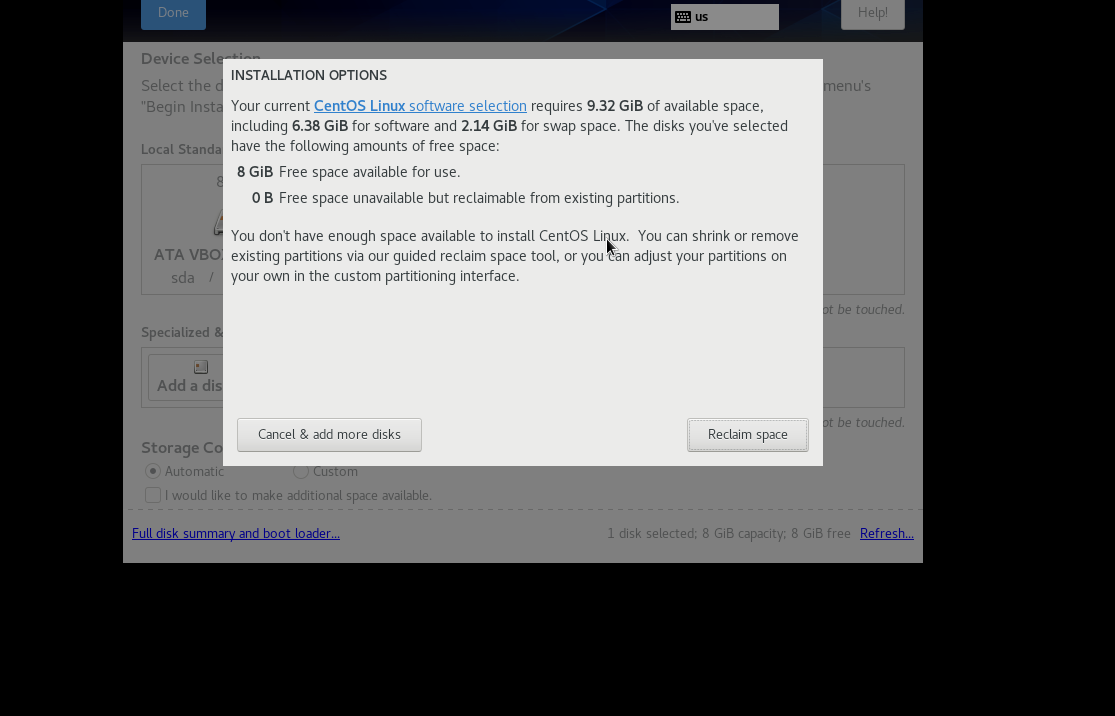 Done
us
Help!
Device Selection
Select the d
menu's
"Begin Insta
INSTALLATION OPTIONS
Your current CentOS Linux software selection requires 9.32 GiB of available space,
including 6.38 GiB for software and 2.14 GiB for swap space. The disks you've selected
have the following amounts of free space:
8 GiB Free space available for use.
0 B Free space unavailable but reclaimable from existing partitions.
You don't have enough space available to install CentOS Linux. You can shrink or remove
existing partitions via our guided reclaim space tool, or you can adjust your partitions on
your own in the custom partitioning interface.
Cancel & add more disks
Reclaim space
Local Standa
8
ATA VBO
sda /
ot be touched.
Specialized &
Add a dis
ot be touched.
Storage Co
Automatic
Custom
I would like to make additional space available.
Full disk summary and boot loader...
1 disk selected; 8 GiB capacity; 8 GiB free Refresh...